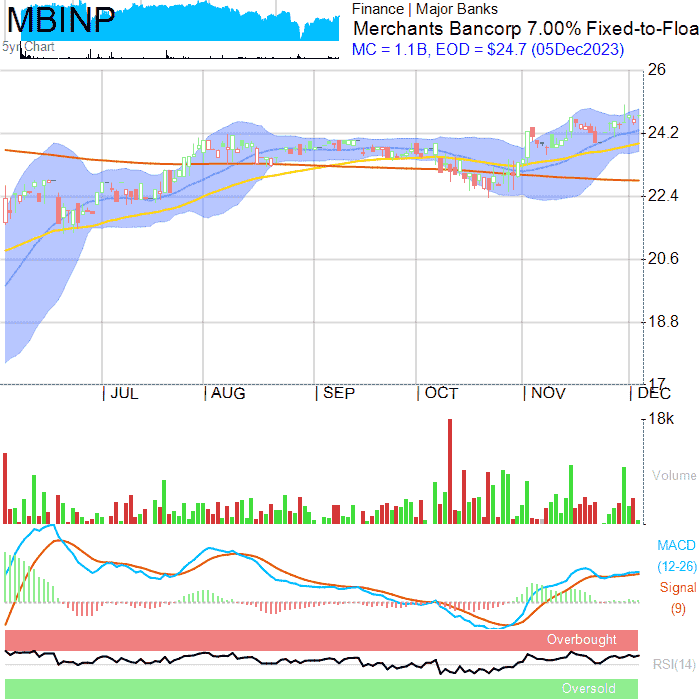 MBINP
5yr Chart
Finance | Major Banks
Merchants Bancorp 7.00% Fixed-to-Floa
MC = 1.1B, EOD = $24.7 (05Dec2023)
26
24.2
22.4
20.6
18.8
17
JUL AUG SEP OCT NOV DEC
18k
Volume
MACD
(12-26)
Signal
(9)
Overbought
RSI(14)
Oversold